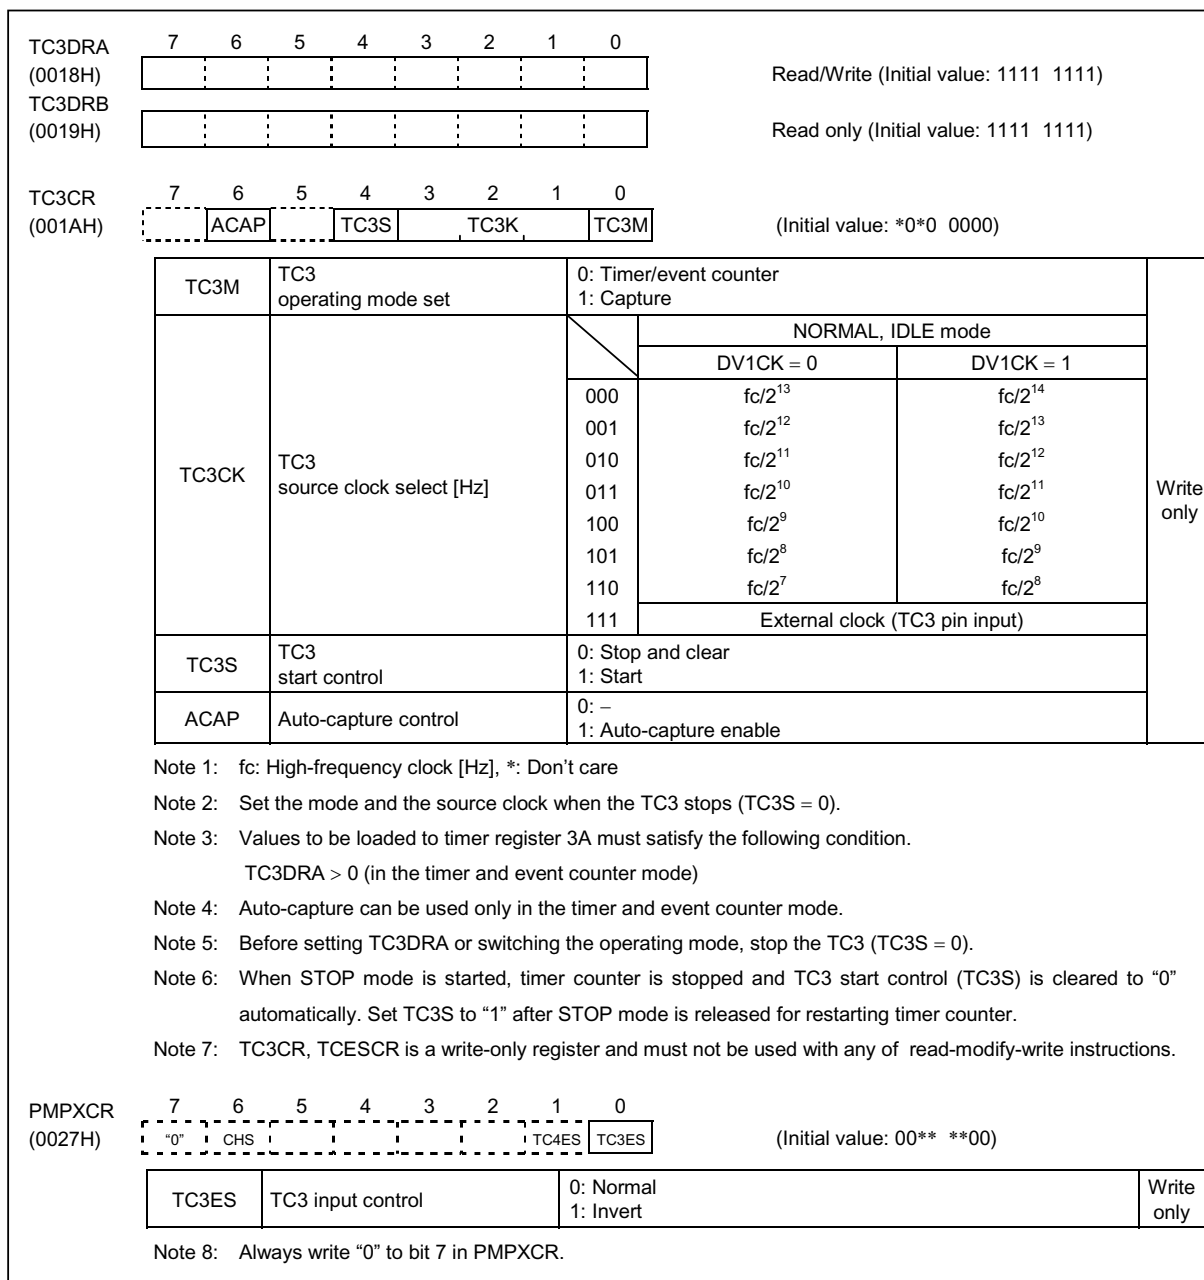 TC3DRA 7 6 5 4 3 2 1 0
(0018H) Read/Write (Initial value: 1111 1111)
TC3DRB
(0019H) Read only (Initial value: 1111 1111)
TC3CR 7 6 5 4 3 2 1 0
(001AH) ACAP TC3S TC3K TC3M (Initial value: *0*0 0000)
TC3M TC3 operating mode set 0: Timer/event counter
1: Capture
NORMAL, IDLE mode
DV1CK = 0 DV1CK = 1
000 fc/2^13 fc/2^14
001 fc/2^12 fc/2^13
010 fc/2^11 fc/2^12
TC3CK TC3 source clock select [Hz] 011 fc/2^10 fc/2^11 Write only
100 fc/2^9 fc/2^10
101 fc/2^8 fc/2^9
110 fc/2^7 fc/2^8
111 External clock (TC3 pin input)
TC3S TC3 start control 0: Stop and clear
1: Start
ACAP Auto-capture control 0: –
1: Auto-capture enable
Note 1: fc: High-frequency clock [Hz], *: Don't care
Note 2: Set the mode and the source clock when the TC3 stops (TC3S = 0).
Note 3: Values to be loaded to timer register 3A must satisfy the following condition.
TC3DRA > 0 (in the timer and event counter mode)
Note 4: Auto-capture can be used only in the timer and event counter mode.
Note 5: Before setting TC3DRA or switching the operating mode, stop the TC3 (TC3S = 0).
Note 6: When STOP mode is started, timer counter is stopped and TC3 start control (TC3S) is cleared to “0”
automatically. Set TC3S to “1” after STOP mode is released for restarting timer counter.
Note 7: TC3CR, TCESCR is a write-only register and must not be used with any of read-modify-write instructions.
PMPXCR 7 6 5 4 3 2 1 0
(0027H) “0” CHS TC4ES TC3ES (Initial value: 00** **00)
TC3ES TC3 input control 0: Normal
1: Invert Write only
Note 8: Always write “0” to bit 7 in PMPXCR.